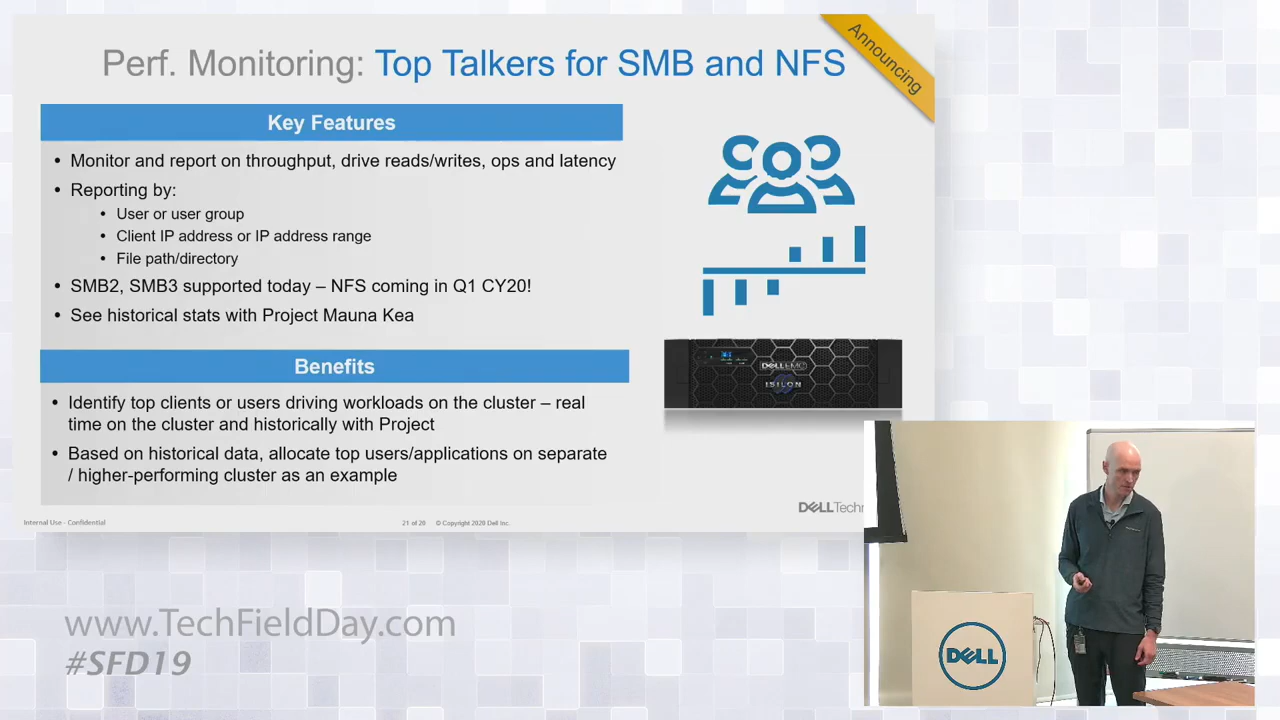 Perf. Monitoring: Top Talkers for SMB and NFS
Announcing
Key Features
• Monitor and report on throughput, drive reads/writes, ops and latency
• Reporting by:
• User or user group
• Client IP address or IP address range
• File path/directory
• SMB2, SMB3 supported today – NFS coming in Q1 CY20!
• See historical stats with Project Mauna Kea
Benefits
• Identify top clients or users driving workloads on the cluster – real
time on the cluster and historically with Project
• Based on historical data, allocate top users/applications on separate
/ higher-performing cluster as an example
DELLEMC
ISILON
Internal Use - Confidential
21 of 20
© Copyright 2020 Dell Inc.
DELLTechn
DELL
www.TechFieldDay.com
#SFD19